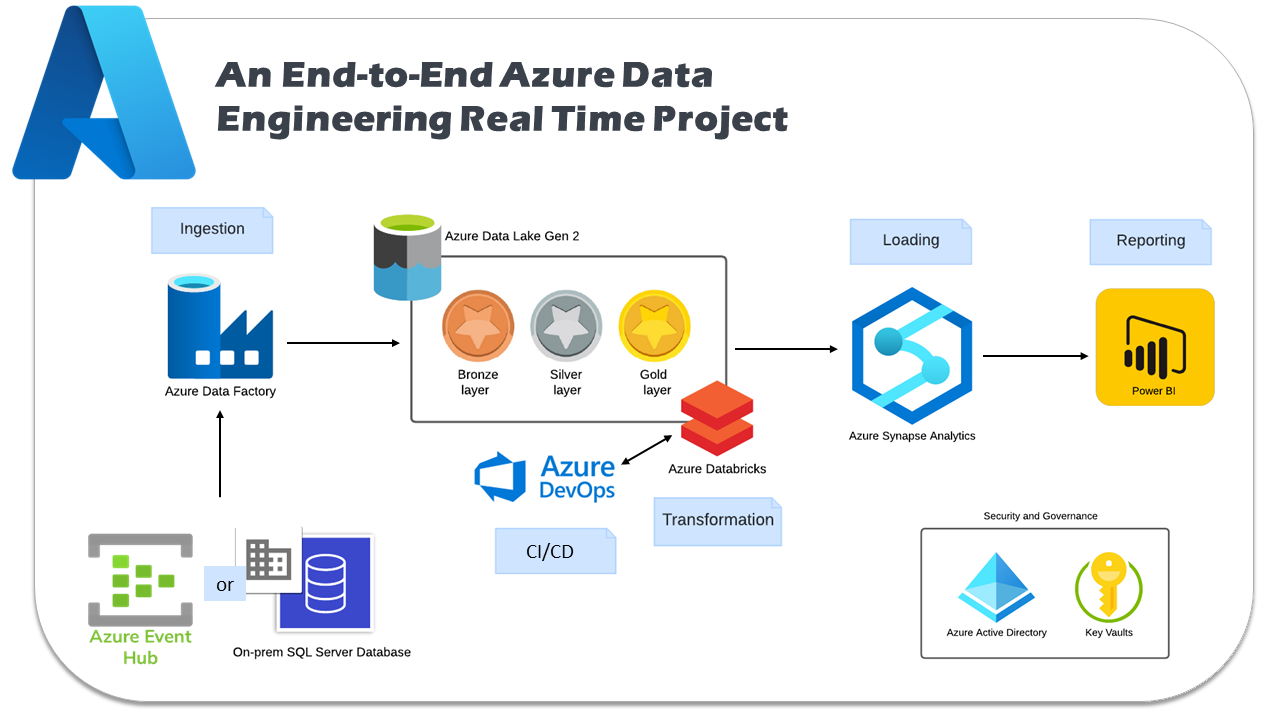 An End-to-End Azure Data
Engineering Real Time Project
Ingestion
Azure Data Factory
Azure Data Lake Gen 2
Bronze
layer
Silver
layer
Gold
layer
Loading
Azure Synapse Analytics
Reporting
Power BI
Azure
DevOps
CI/CD
Azure Databricks
Transformation
Azure Event
Hub
or
On-prem SQL Server Database
Security and Governance
Azure Active Directory
Key Vaults